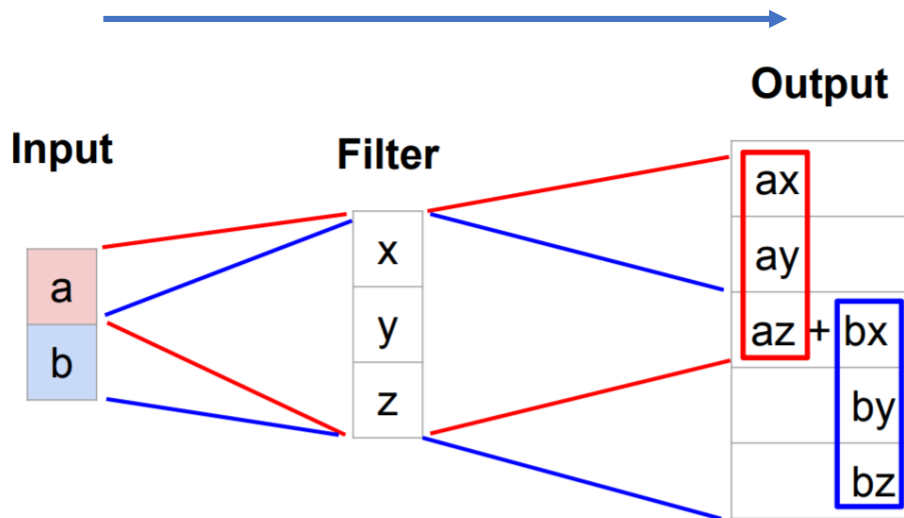 Output
Input
Filter
ax
x
a
ay
y
az + bx
b
z
by
bz